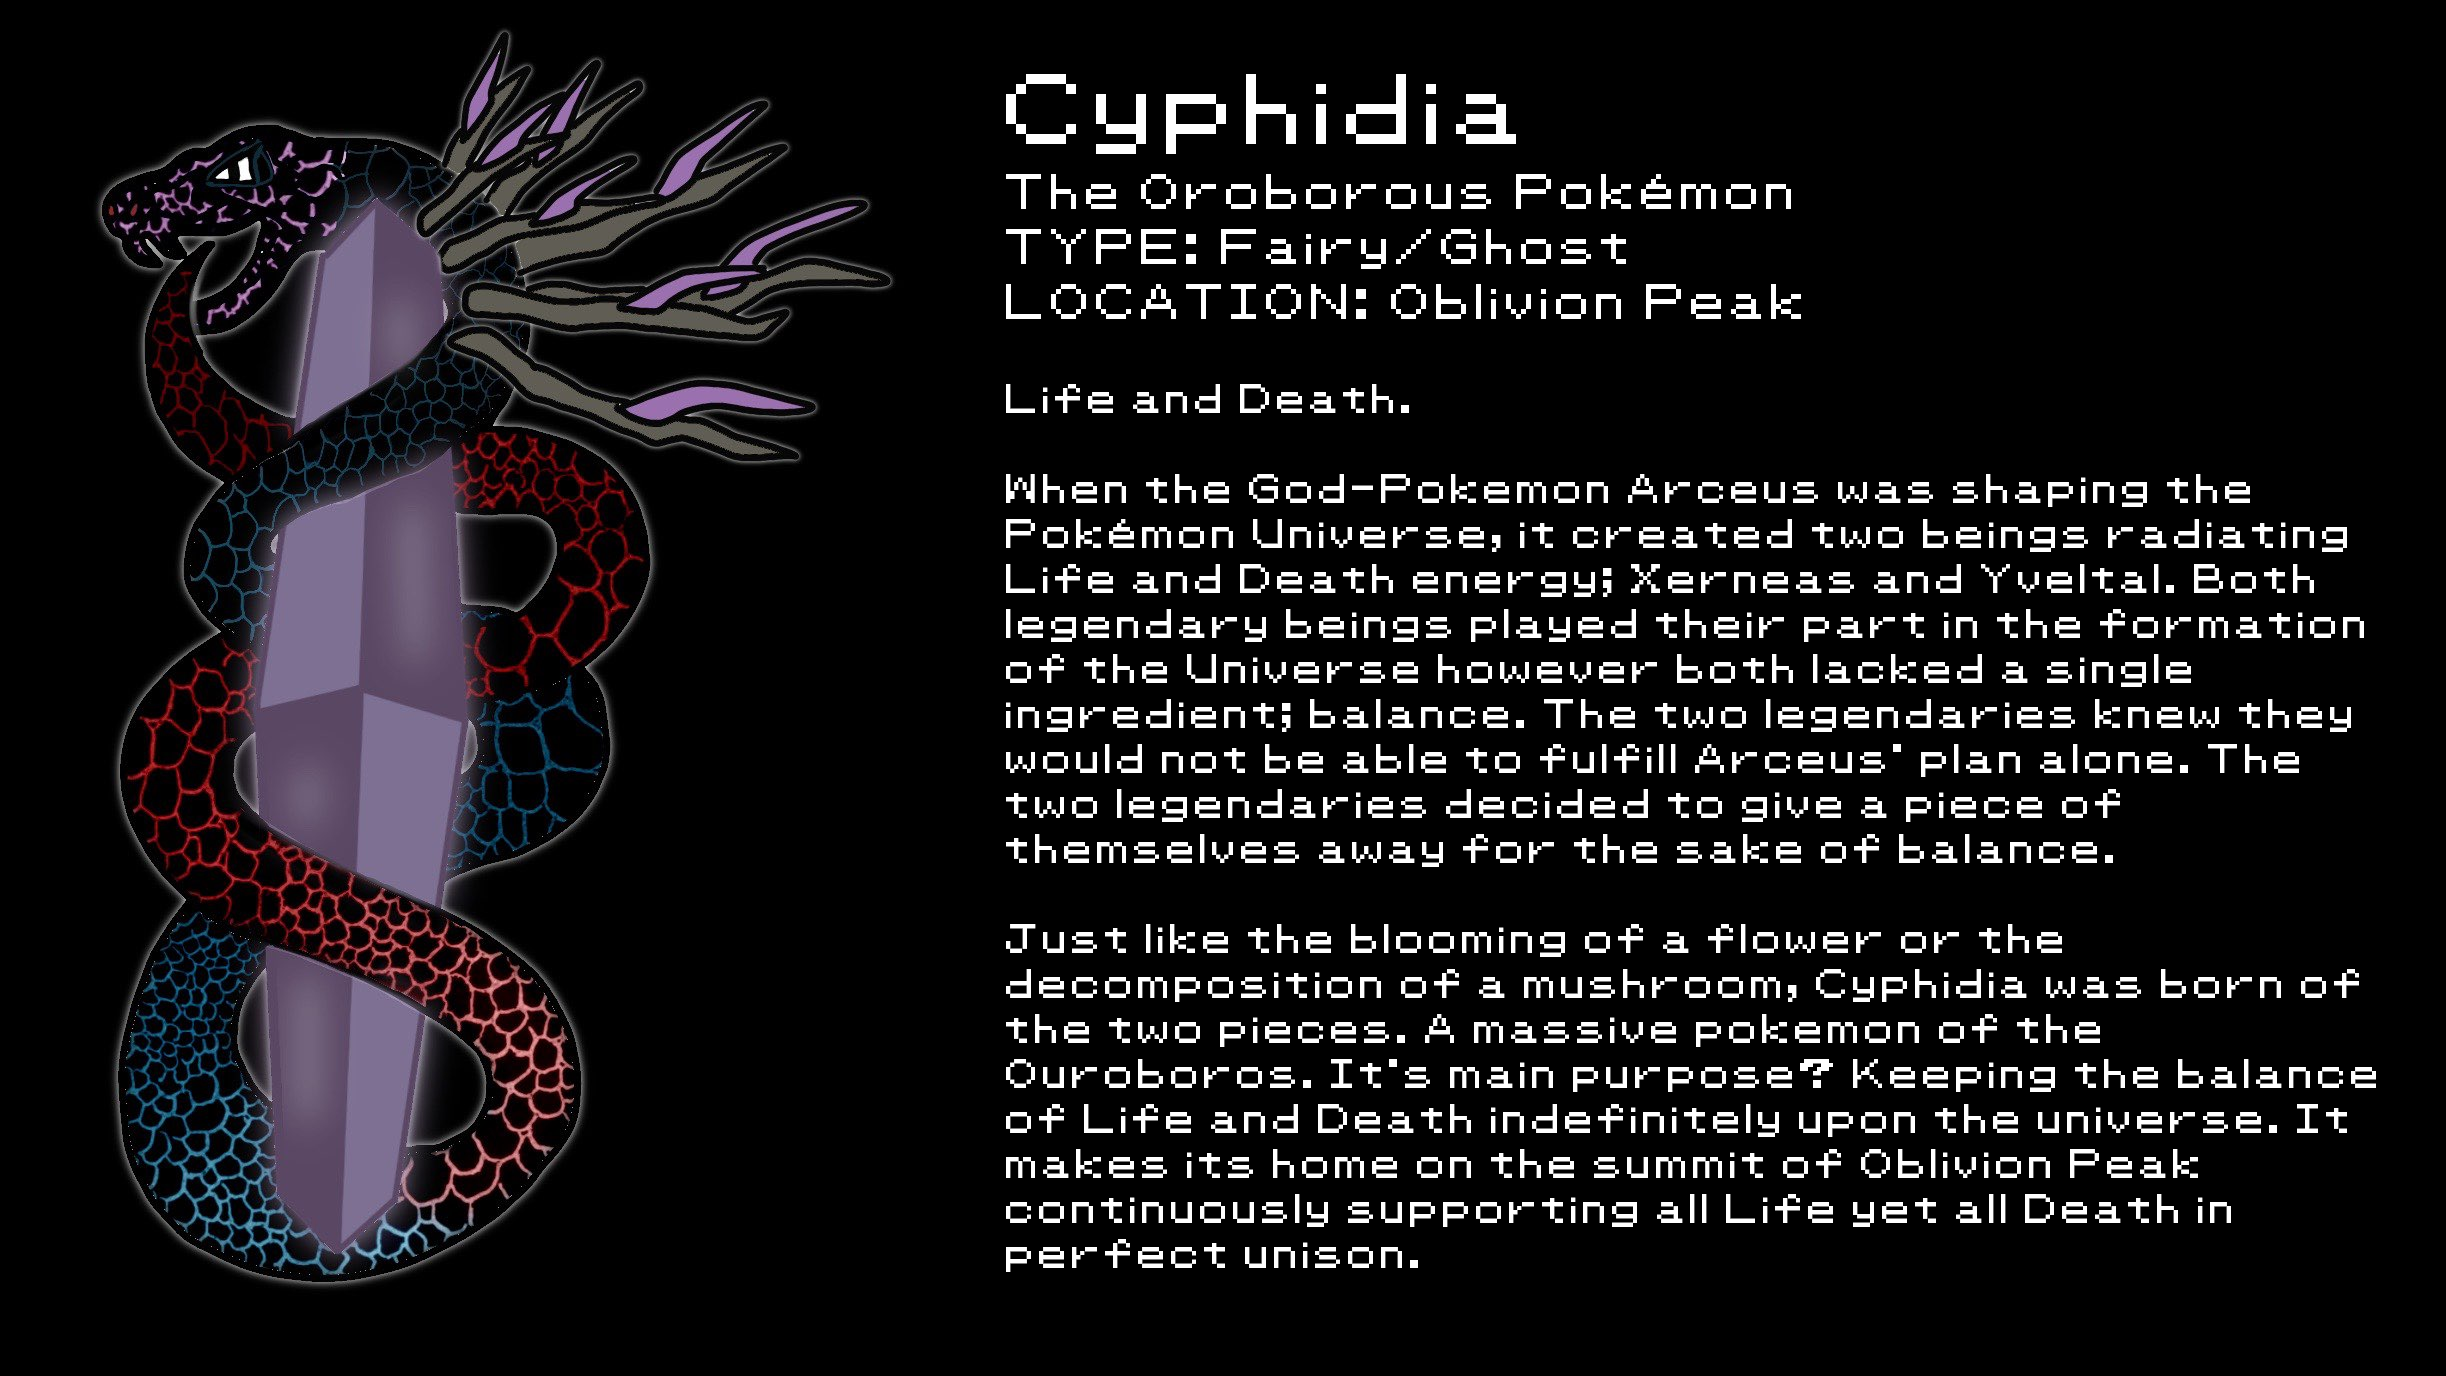 Cyphidia
The Oroborous Pokémon
TYPE: Fairy/Ghost
LOCATION: Oblivion Peak
Life and Death.
When the God-Pokemon Arceus was shaping the
Pokémon Universe, it created two beings radiating
Life and Death energy; Xerneas and Yveltal. Both
legendary beings played their part in the formation
of the Universe however both lacked a single
ingredient; balance. The two legendaries knew they
would not be able to fulfill Arceus' plan alone. The
two legendaries decided to give a piece of
themselves away for the sake of balance.
Just like the blooming of a flower or the
decomposition of a mushroom, Cyphidia was born of
the two pieces. A massive pokemon of the
Ouroboros. It's main purpose? Keeping the balance
of Life and Death indefinitely upon the universe. It
makes its home on the summit of Oblivion Peak
continuously supporting all Life yet all Death in
perfect unison.